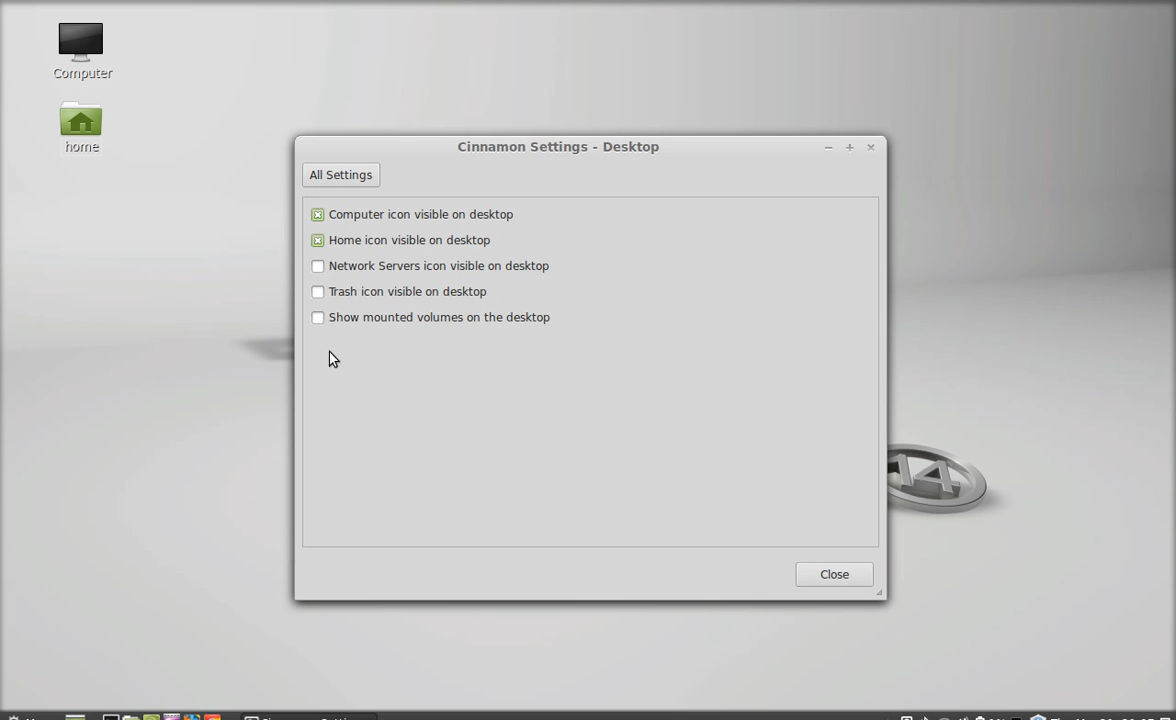 Computer
home
Cinnamon Settings - Desktop
All Settings
Computer icon visible on desktop
Home icon visible on desktop
Network Servers icon visible on desktop
Trash icon visible on desktop
Show mounted volumes on the desktop
14
Close